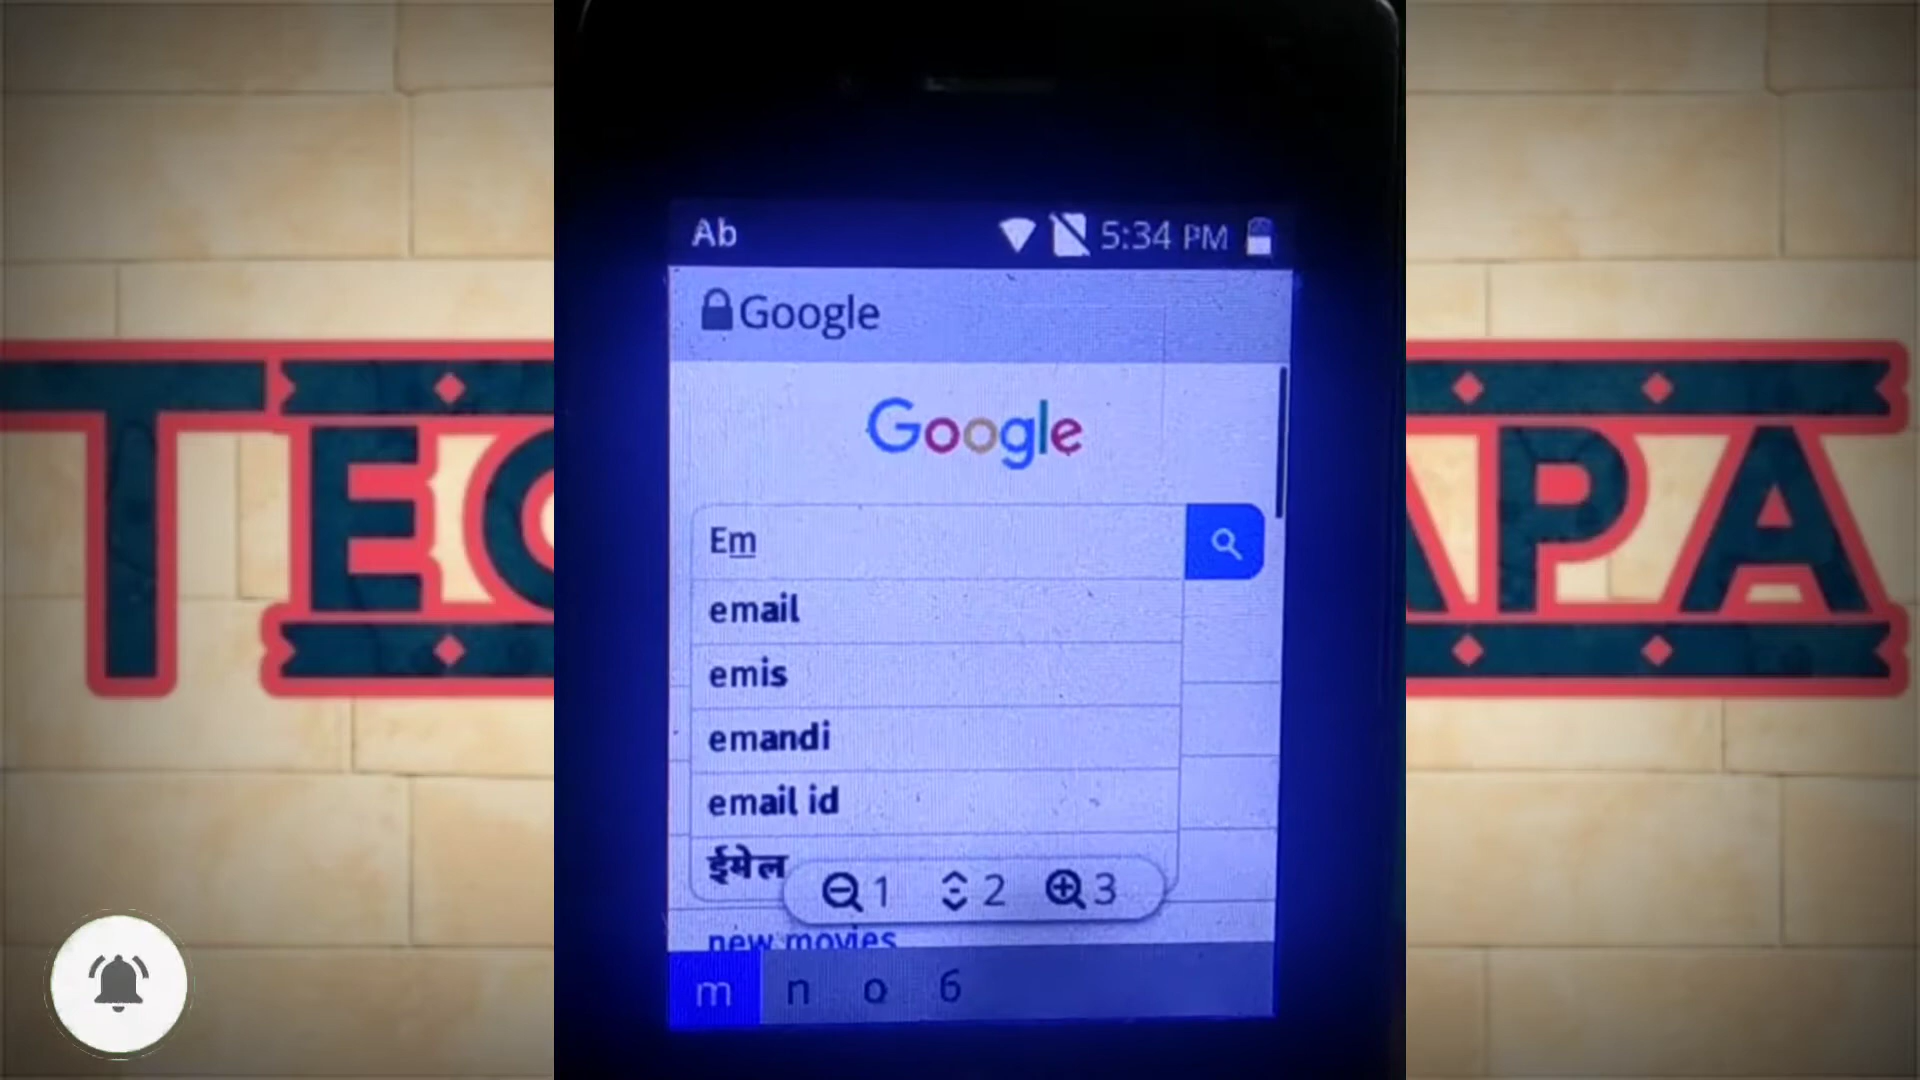 Ab 5:34 PM
Google
Google
Em
email
emis
emandi
email id
ईमेल
1 2 3
new movies
m n o 6
TEC
APA